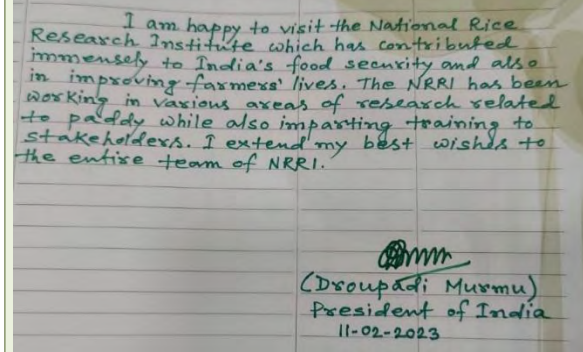 I am happy to visit the National Rice
Research Institute which has contributed
immensely to India's food security and also
in improving farmers' lives. The NRRI has been
working in various areas of research related
to paddy while also imparting training to
stakeholders. I extend my best wishes to
the entire team of NRRI.
(Droupadi Murmu)
President of India
11-02-2023